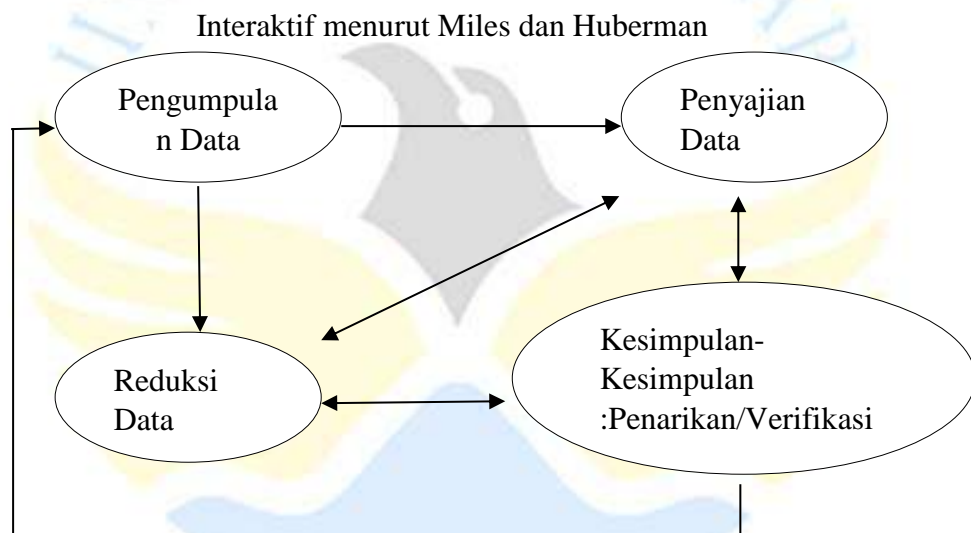 Interaktif menurut Miles dan Huberman
Pengumpula
n Data
Penyajian
Data
Reduksi
Data
Kesimpulan-
Kesimpulan
:Penarikan/Verifikasi